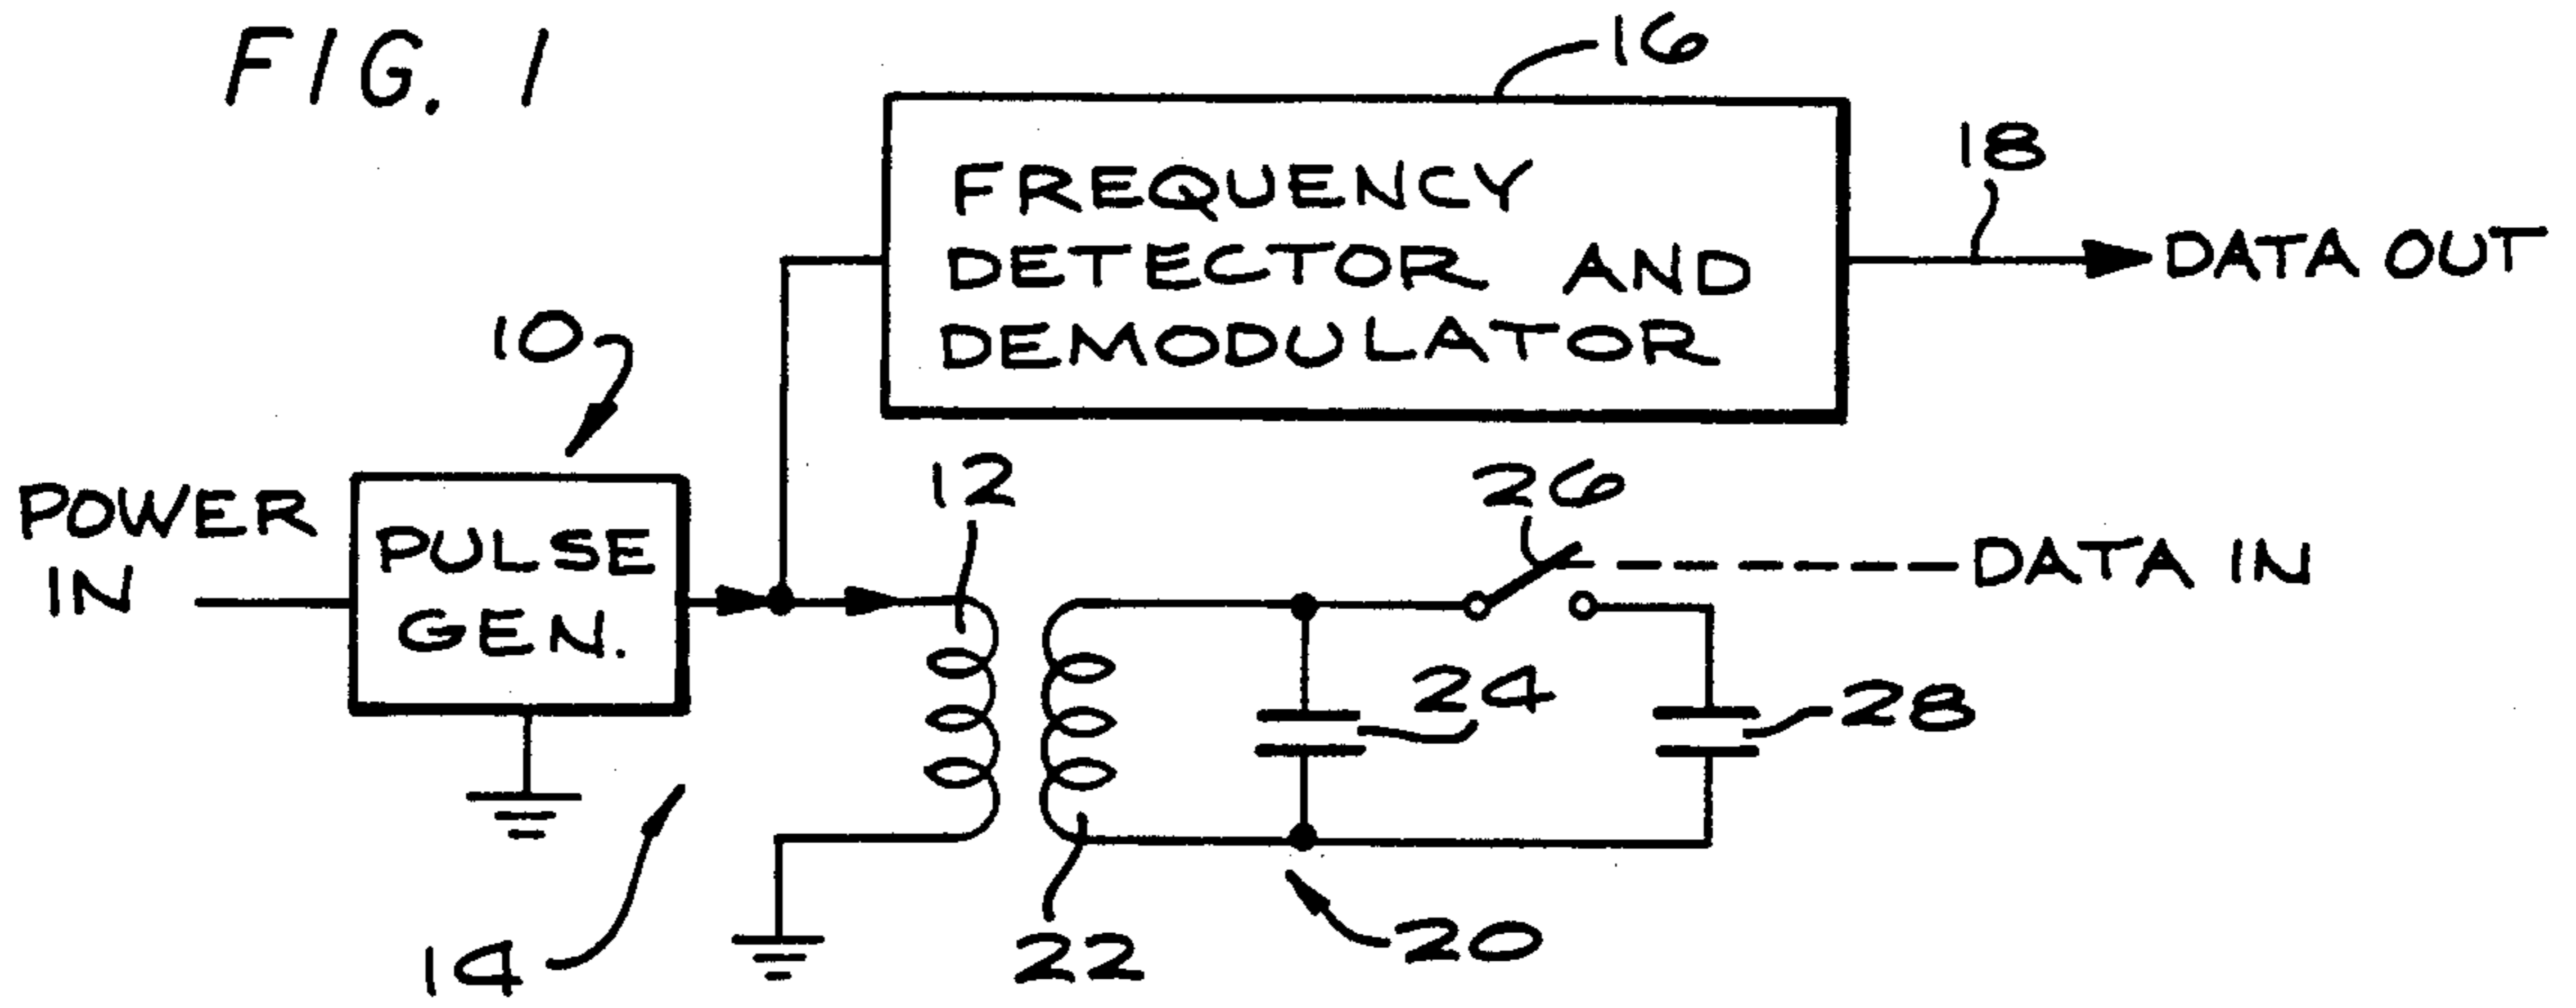 FIG. 1
16
FREQUENCY
DETECTOR AND
DEMODULATOR
18
DATA OUT
10
POWER
IN
PULSE
GEN.
12
26
DATA IN
24
28
14
22
20